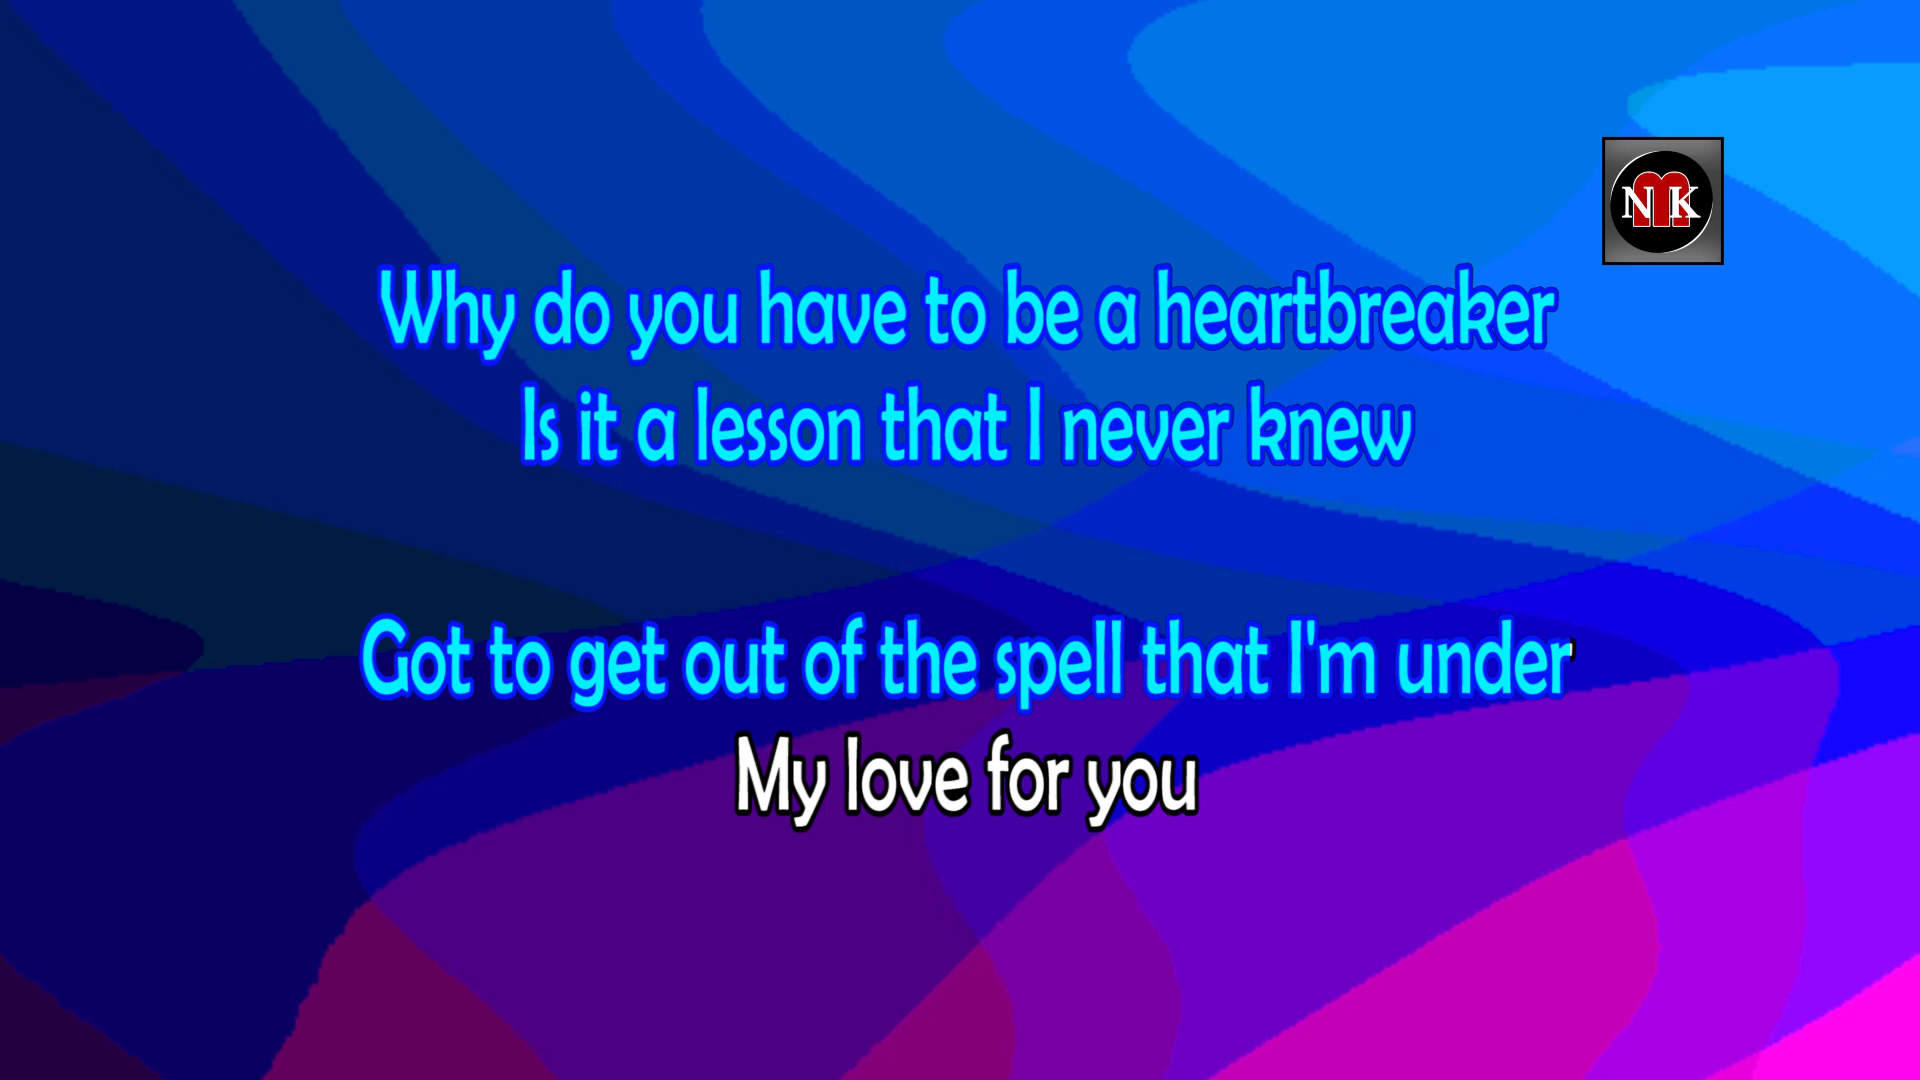 NMK
Why do you have to be a heartbreaker
Is it a lesson that I never knew
Got to get out of the spell that I'm under
My love for you